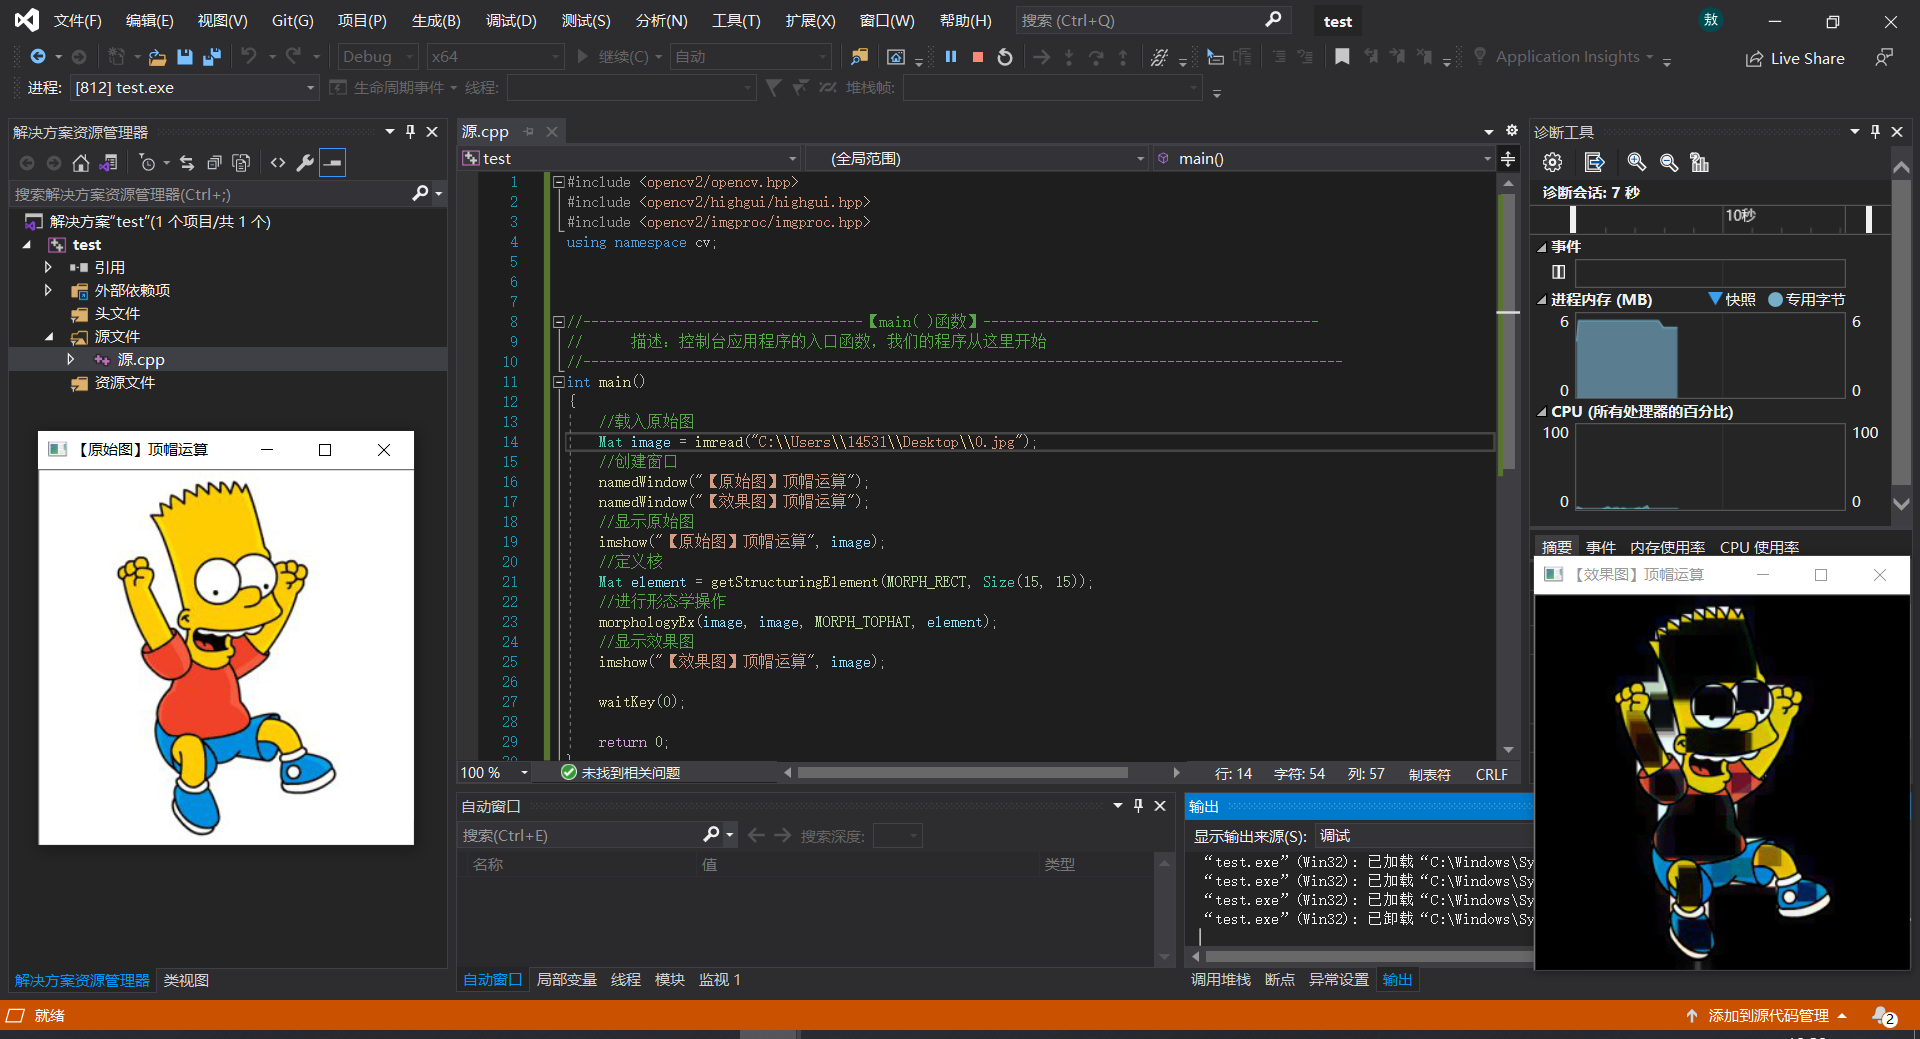 文件(F) 编辑(E) 视图(V) Git(G) 项目(P) 生成(B) 调试(D) 测试(S) 分析(N) 工具(T) 扩展(X) 窗口(W) 帮助(H) 搜索 (Ctrl+Q) test 敖
Debug x64 继续(C) 自动 Application Insights Live Share
进程: [812] test.exe 生命周期事件 线程: 堆栈帧:
解决方案资源管理器
搜索解决方案资源管理器(Ctrl+;)
解决方案"test"(1 个项目/共 1 个)
test
引用
外部依赖项
头文件
源文件
源.cpp
资源文件
【原始图】顶帽运算
解决方案资源管理器 类视图
源.cpp
test (全局范围) main()
1 #include <opencv2/opencv.hpp>
2 #include <opencv2/highgui/highgui.hpp>
3 #include <opencv2/imgproc/imgproc.hpp>
4 using namespace cv;
5
6
7
8 //-----------------------------------【main( )函数】------------------------------------------
9 // 描述：控制台应用程序的入口函数，我们的程序从这里开始
10 //-----------------------------------------------------------------------------------------------
11 int main()
12 {
13 //载入原始图
14 Mat image = imread("C:\\Users\\14531\\Desktop\\0.jpg");
15 //创建窗口
16 namedWindow("【原始图】顶帽运算");
17 namedWindow("【效果图】顶帽运算");
18 //显示原始图
19 imshow("【原始图】顶帽运算", image);
20 //定义核
21 Mat element = getStructuringElement(MORPH_RECT, Size(15, 15));
22 //进行形态学操作
23 morphologyEx(image, image, MORPH_TOPHAT, element);
24 //显示效果图
25 imshow("【效果图】顶帽运算", image);
26
27 waitKey(0);
28
29 return 0;
100 % 未找到相关问题 行: 14 字符: 54 列: 57 制表符 CRLF
自动窗口
搜索(Ctrl+E) 搜索深度:
名称 值 类型
自动窗口 局部变量 线程 模块 监视 1
输出
显示输出来源(S): 调试
“test.exe”(Win32): 已加载“C:\Windows\Sy
“test.exe”(Win32): 已加载“C:\Windows\Sy
“test.exe”(Win32): 已加载“C:\Windows\Sy
“test.exe”(Win32): 已卸载“C:\Windows\Sy
调用堆栈 断点 异常设置 输出
诊断工具
诊断会话: 7 秒
10秒
事件
进程内存 (MB) 快照 专用字节
6 6
0 0
CPU (所有处理器的百分比)
100 100
0 0
摘要 事件 内存使用率 CPU 使用率
【效果图】顶帽运算
就绪 添加到源代码管理 2